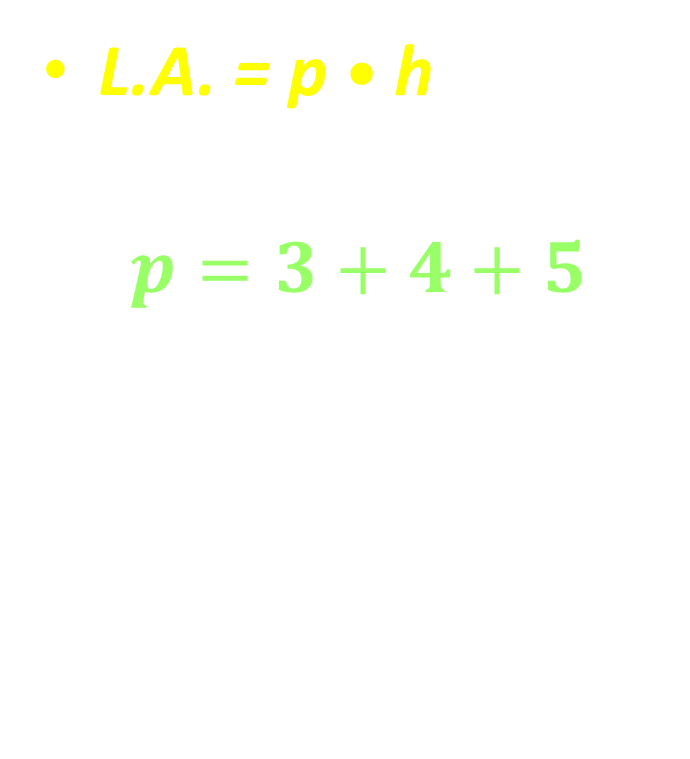 • L.A. = p • h
p = 3 + 4 + 5